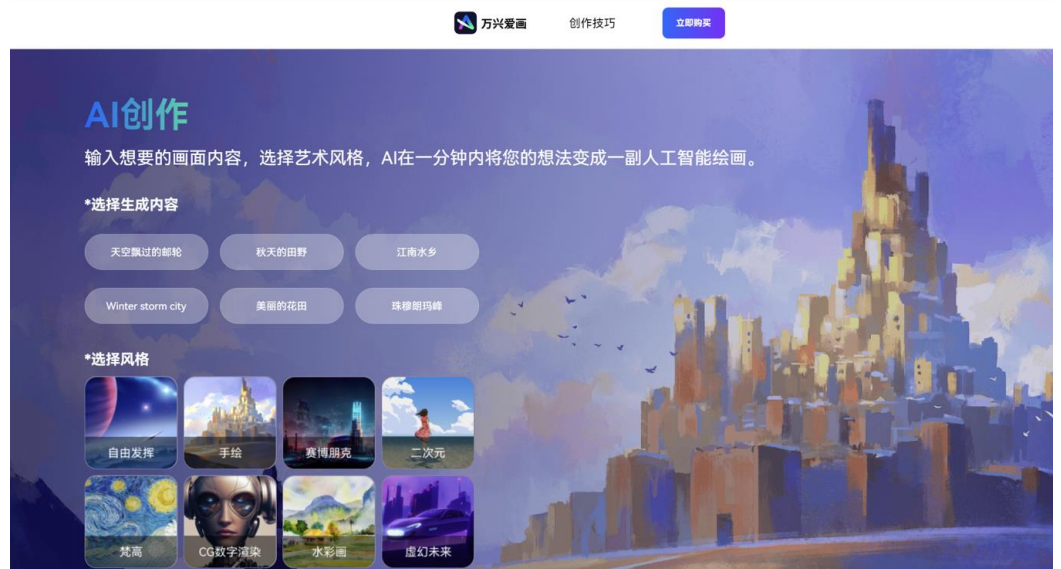 万兴爱画 创作技巧 立即购买
AI创作
输入想要的画面内容，选择艺术风格，AI在一分钟内将您的想法变成一副人工智能绘画。
*选择生成内容
天空飘过的邮轮 秋天的田野 江南水乡
Winter storm city 美丽的花田 珠穆朗玛峰
*选择风格
自由发挥 手绘 赛博朋克 二次元
梵高 CG数字渲染 水彩画 虚幻未来